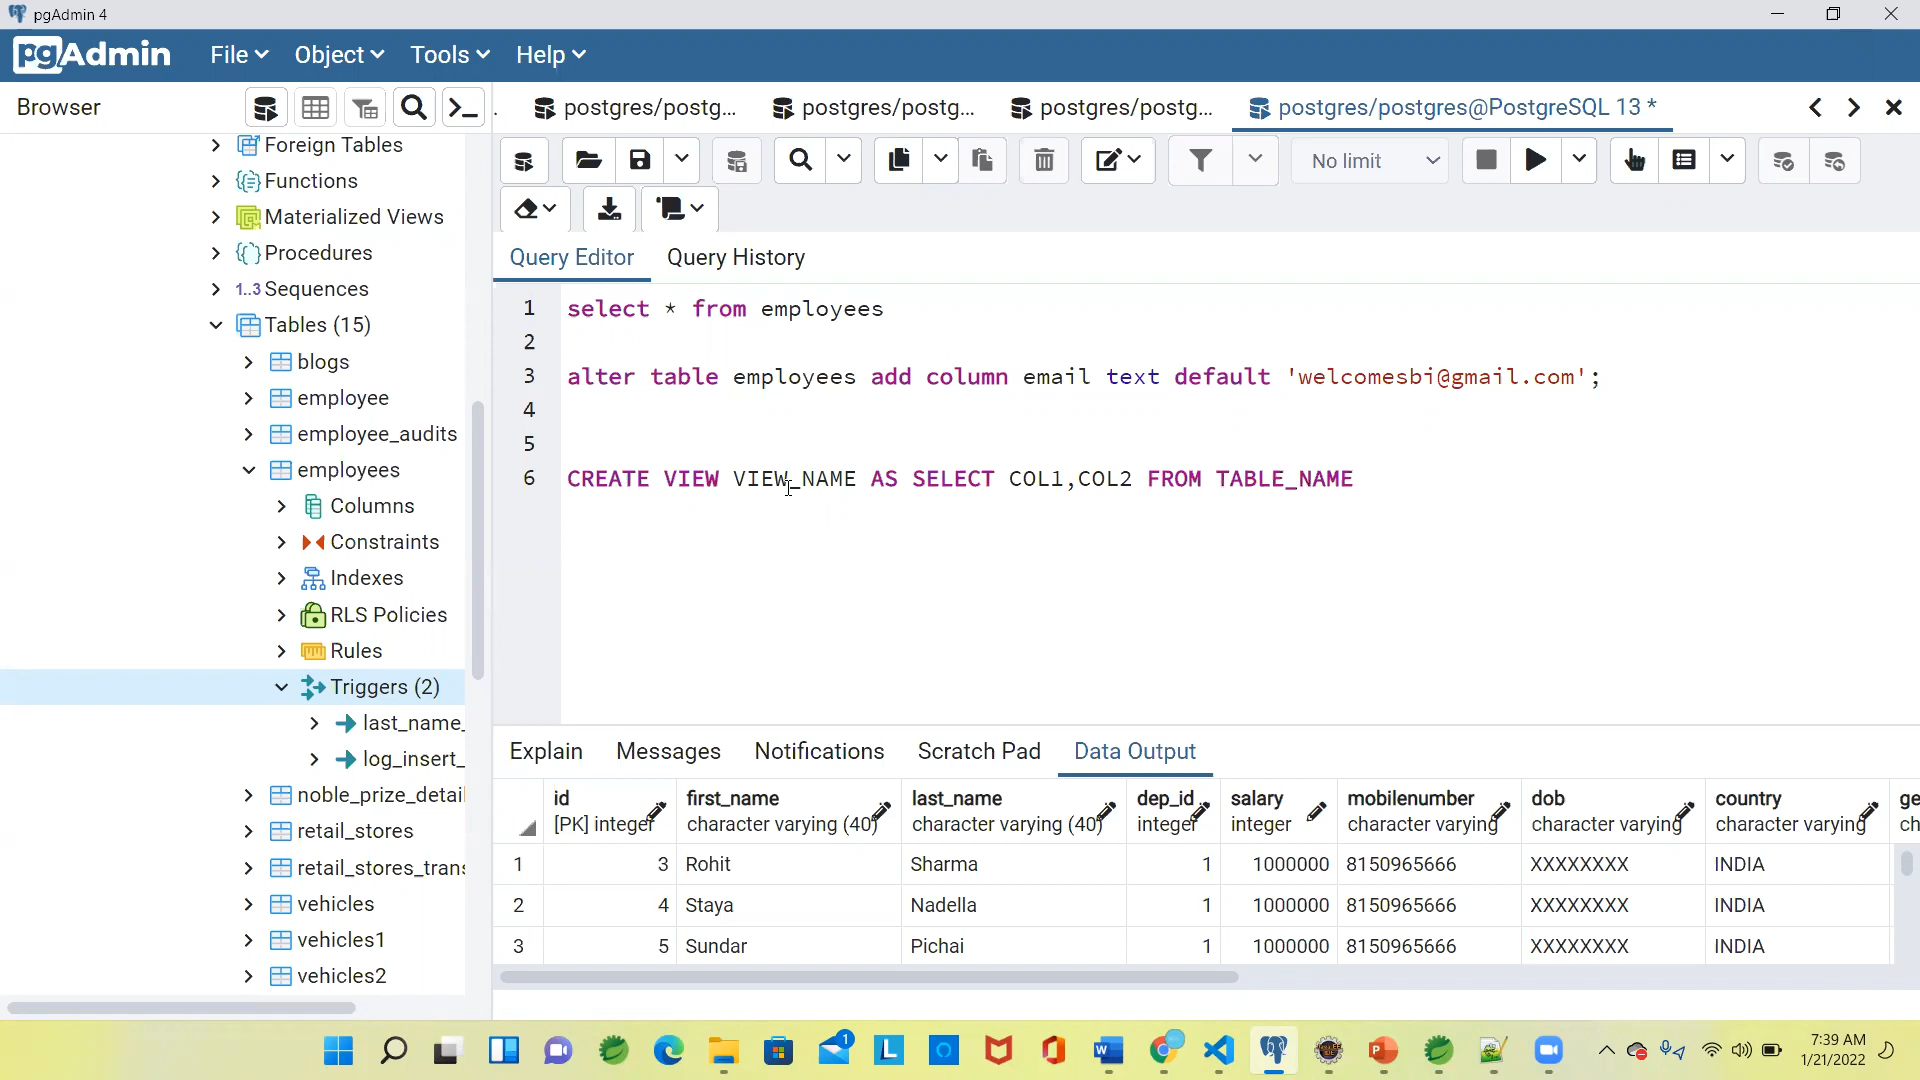 pgAdmin 4
pgAdmin File Object Tools Help
Browser
postgres/postg... postgres/postg... postgres/postg... postgres/postgres@PostgreSQL 13 *
No limit
Query Editor Query History
1 select * from employees
2
3 alter table employees add column email text default 'welcomesbi@gmail.com';
4
5
6 CREATE VIEW VIEW_NAME AS SELECT COL1,COL2 FROM TABLE_NAME
Foreign Tables
Functions
Materialized Views
Procedures
1..3 Sequences
Tables (15)
blogs
employee
employee_audits
employees
Columns
Constraints
Indexes
RLS Policies
Rules
Triggers (2)
last_name_
log_insert_
noble_prize_detail
retail_stores
retail_stores_trans
vehicles
vehicles1
vehicles2
Explain Messages Notifications Scratch Pad Data Output
id first_name last_name dep_id salary mobilenumber dob country ge
[PK] integer character varying (40) character varying (40) integer integer character varying character varying character varying ch
1 3 Rohit Sharma 1 1000000 8150965666 XXXXXXXX INDIA
2 4 Staya Nadella 1 1000000 8150965666 XXXXXXXX INDIA
3 5 Sundar Pichai 1 1000000 8150965666 XXXXXXXX INDIA
1
7:39 AM
1/21/2022